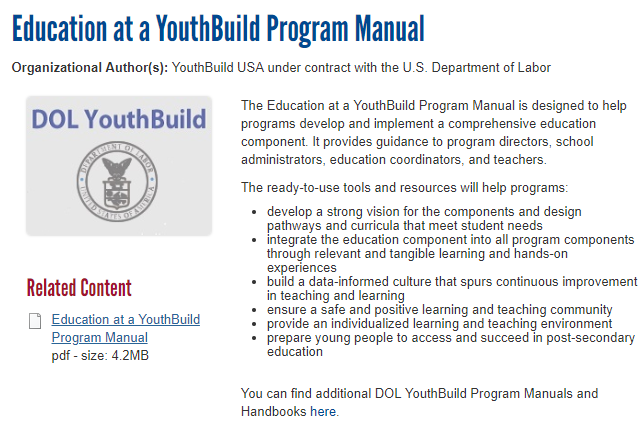 Education at a YouthBuild Program Manual
Organizational Author(s): YouthBuild USA under contract with the U.S. Department of Labor
DOL YouthBuild
DEPARTMENT OF LABOR
UNITED STATES OF AMERICA
Related Content
Education at a YouthBuild
Program Manual
pdf - size: 4.2MB
The Education at a YouthBuild Program Manual is designed to help
programs develop and implement a comprehensive education
component. It provides guidance to program directors, school
administrators, education coordinators, and teachers.
The ready-to-use tools and resources will help programs:
• develop a strong vision for the components and design
pathways and curricula that meet student needs
• integrate the education component into all program components
through relevant and tangible learning and hands-on
experiences
• build a data-informed culture that spurs continuous improvement
in teaching and learning
• ensure a safe and positive learning and teaching community
• provide an individualized learning and teaching environment
• prepare young people to access and succeed in post-secondary
education
You can find additional DOL YouthBuild Program Manuals and
Handbooks here.